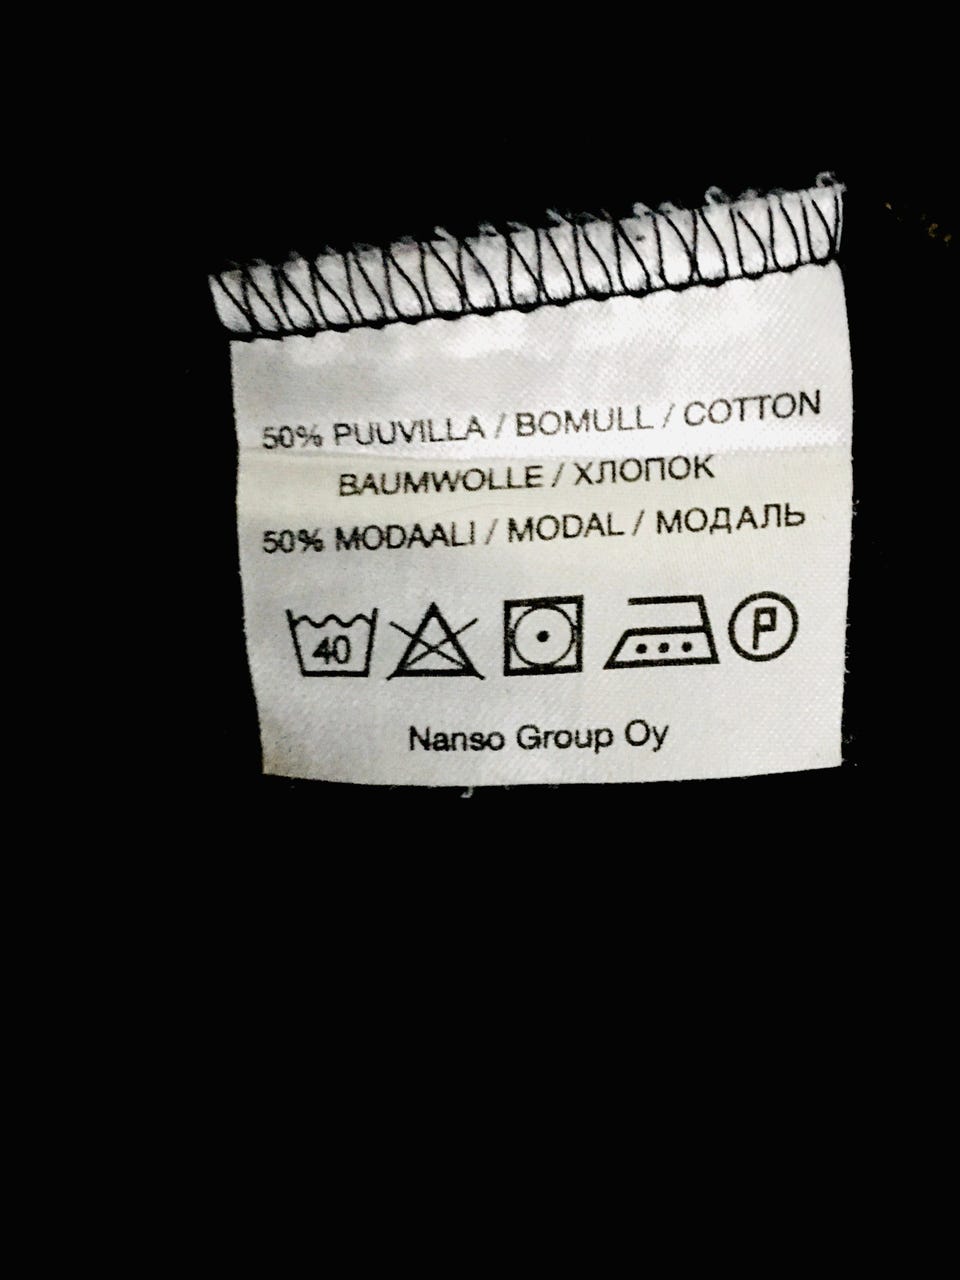 50% PUUVILLA / BOMULL / COTTON
BAUMWOLLE / ХЛОПОК
50% MODAALI / MODAL / МОДАЛЬ
40 P
Nanso Group Oy